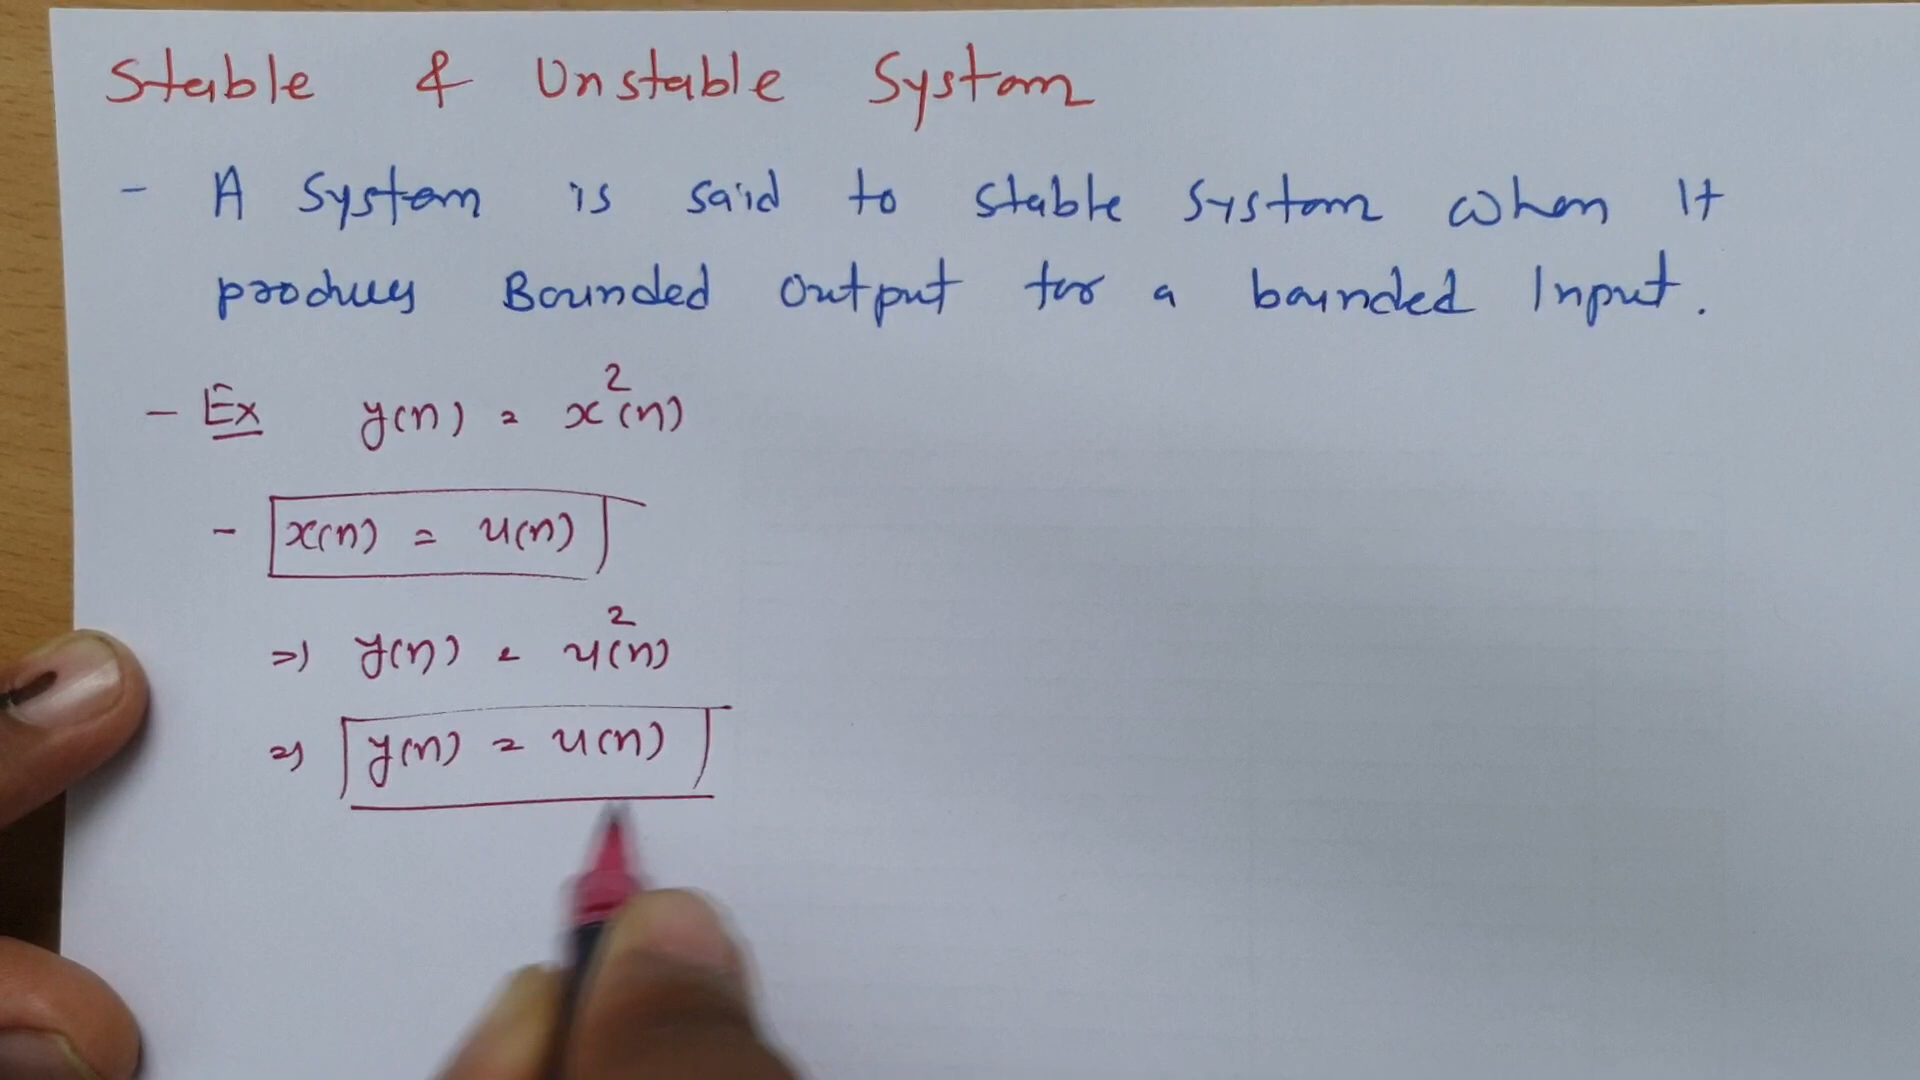 Stable & Unstable System
- A System is said to stable system when It
produces Bounded Output for a bounded Input.
- Ex y(n) = x²(n)
- x(n) = u(n)
⇒ y(n) = u²(n)
⇒ y(n) = u(n)